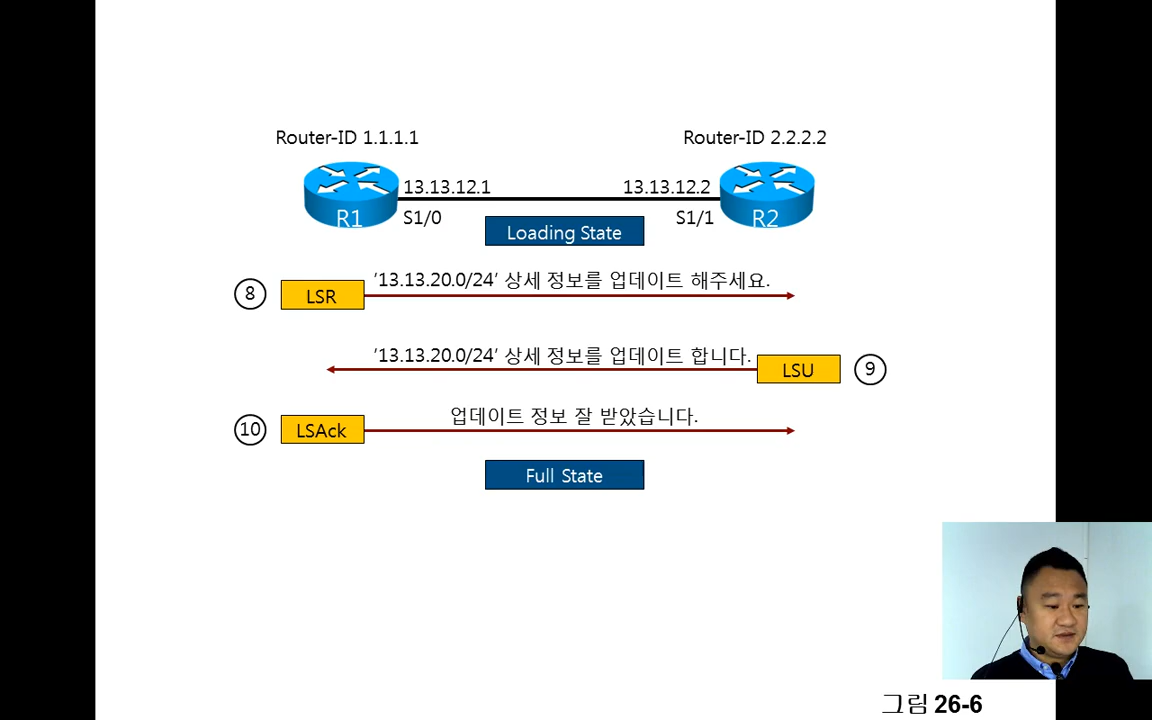 Router-ID 1.1.1.1
Router-ID 2.2.2.2
13.13.12.1
13.13.12.2
R1
S1/0
Loading State
S1/1
R2
8
LSR
'13.13.20.0/24' 상세 정보를 업데이트 해주세요.
'13.13.20.0/24' 상세 정보를 업데이트 합니다.
LSU
9
10
LSAck
업데이트 정보 잘 받았습니다.
Full State
그림 26-6